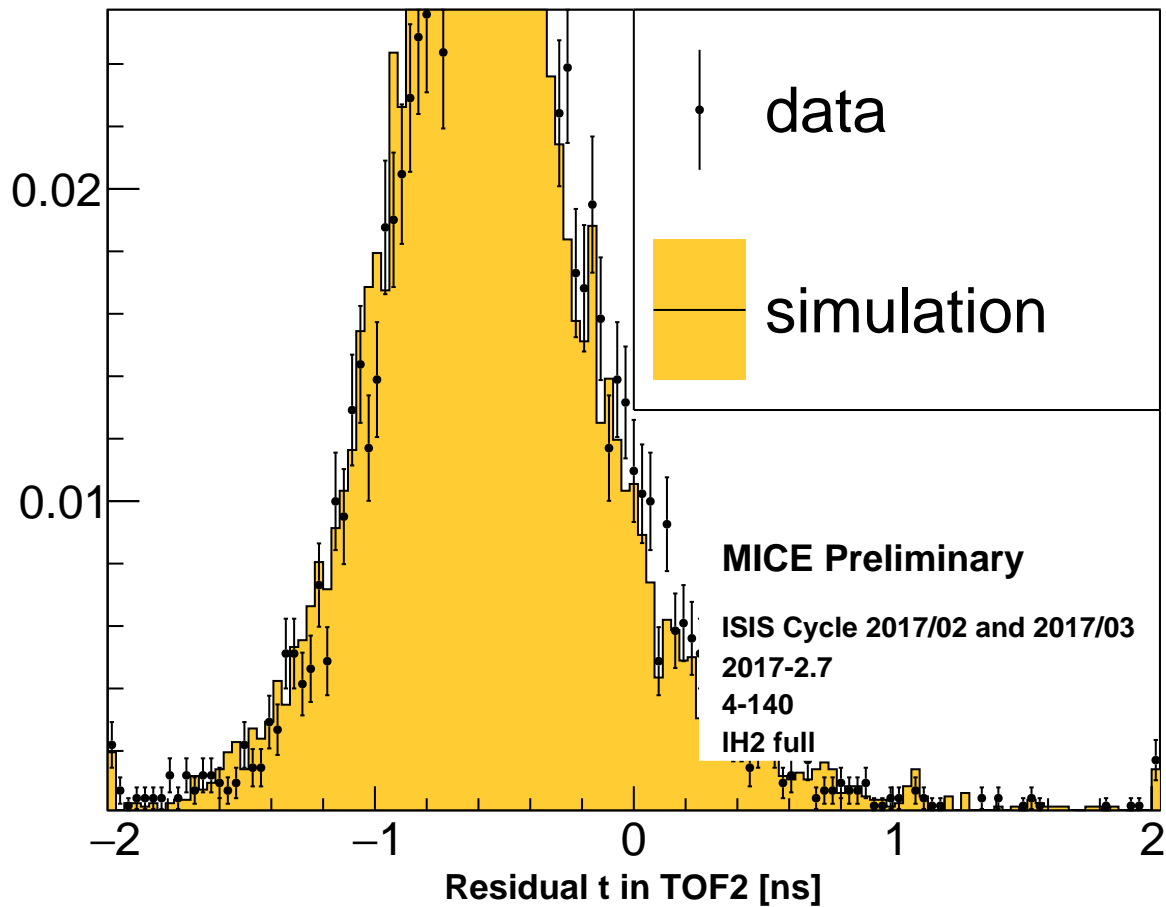 data
0.02
simulation
0.01
MICE Preliminary
ISIS Cycle 2017/02 and 2017/03
2017-2.7
4-140
lH2 full
−2 −1 0 1 2
Residual t in TOF2 [ns]